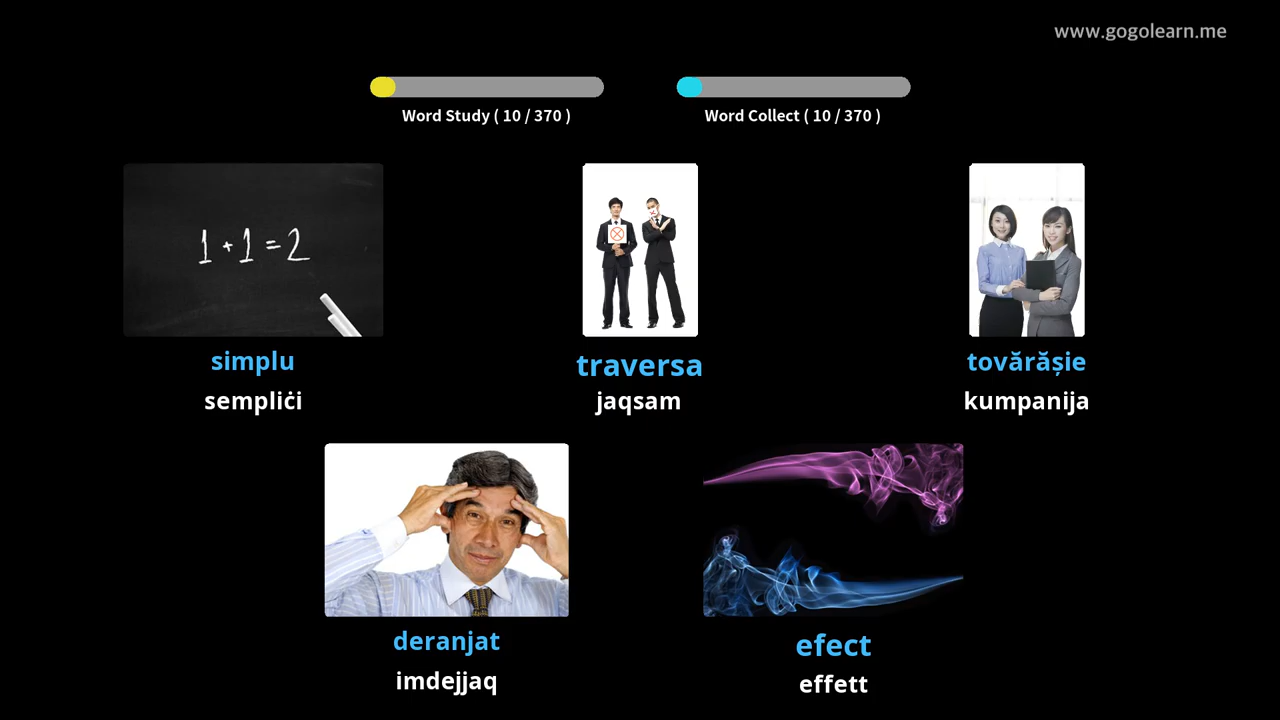 www.gogolearn.me
Word Study ( 10 / 370 )
Word Collect ( 10 / 370 )
1 + 1 = 2
simplu
sempliċi
traversa
jaqsam
tovărășie
kumpanija
deranjat
imdejjaq
efect
effett